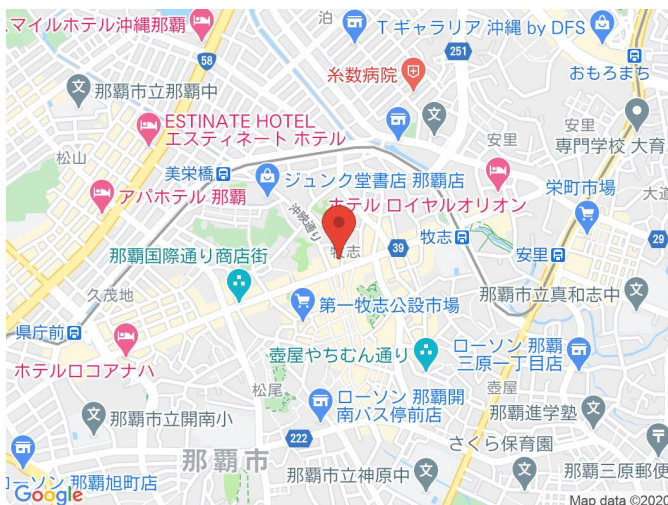 スマイルホテル沖縄那覇
泊
Tギャラリア 沖縄 by DFS
58
251
おもろまち
那覇市立那覇中
糸数病院
ESTINATE HOTEL
エスティネート ホテル
安里
安里
専門学校 大育
松山
美栄橋
ジュンク堂書店 那覇店
アパホテル 那覇
ホテル ロイヤルオリオン
栄町市場
大道
沖映通り
牧志
牧志
39
29
安里
那覇国際通り商店街
久茂地
第一牧志公設市場
那覇市立真和志中
県庁前
ホテルロコアナハ
壺屋やちむん通り
ローソン 那覇
三原一丁目店
松尾
壺屋
ローソン 那覇開
南バス停前店
那覇市立開南小
那覇進学塾
222
さくら保育園
那覇市
那覇市立神原中
那覇三原郵便
ローソン 那覇旭町店
Google
Map data ©2020